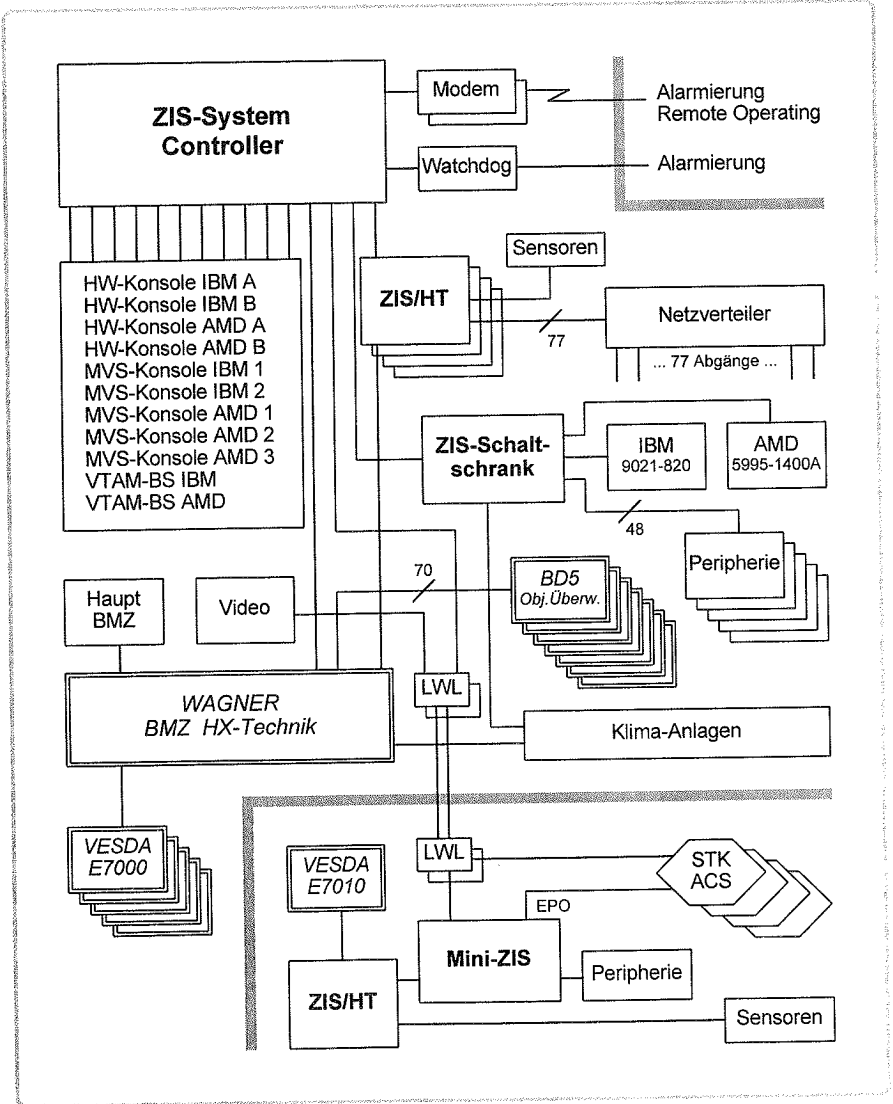 ZIS-System
Controller
Modem
Alarmierung
Remote Operating
Watchdog
Alarmierung
HW-Konsole IBM A
HW-Konsole IBM B
HW-Konsole AMD A
HW-Konsole AMD B
MVS-Konsole IBM 1
MVS-Konsole IBM 2
MVS-Konsole AMD 1
MVS-Konsole AMD 2
MVS-Konsole AMD 3
VTAM-BS IBM
VTAM-BS AMD
ZIS/HT
Sensoren
77
Netzverteiler
... 77 Abgänge ...
ZIS-Schalt-
schrank
IBM
9021-820
AMD
5995-1400A
48
Peripherie
70
BD5
Obj.Überw.
Haupt
BMZ
Video
LWL
WAGNER
BMZ HX-Technik
Klima-Anlagen
VESDA
E7000
VESDA
E7010
LWL
STK
ACS
EPO
Mini-ZIS
Peripherie
ZIS/HT
Sensoren